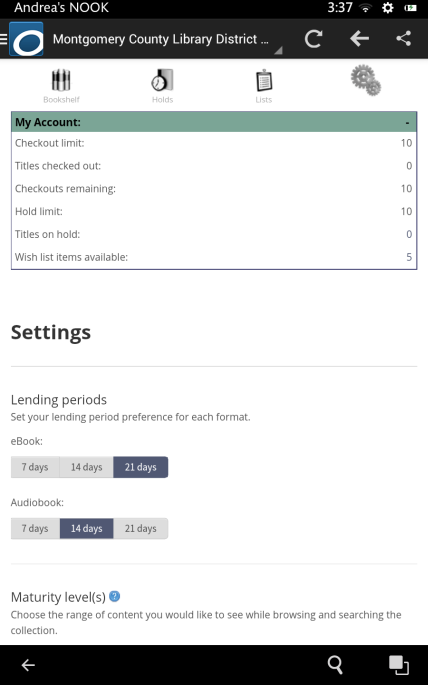 Andrea's NOOK 3:37
Montgomery County Library District ...
Bookshelf Holds Lists
My Account: -
Checkout limit: 10
Titles checked out: 0
Checkouts remaining: 10
Hold limit: 10
Titles on hold: 0
Wish list items available: 5
Settings
Lending periods
Set your lending period preference for each format.
eBook:
7 days 14 days 21 days
Audiobook:
7 days 14 days 21 days
Maturity level(s) ?
Choose the range of content you would like to see while browsing and searching the
collection.